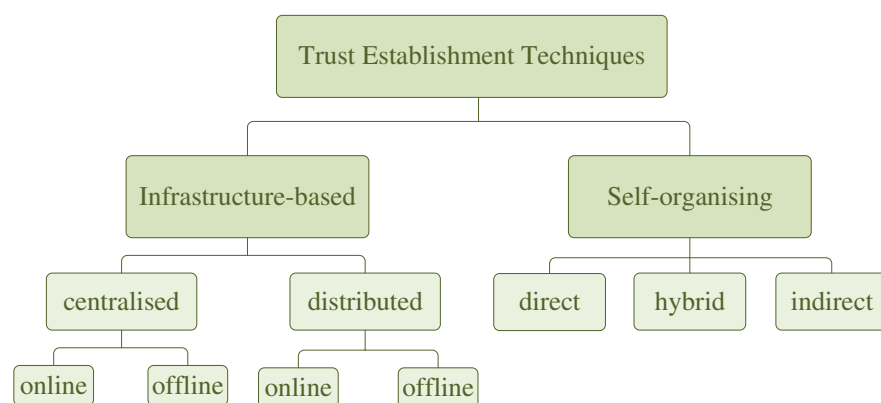 Trust Establishment Techniques
Infrastructure-based
Self-organising
centralised
distributed
direct
hybrid
indirect
online
offline
online
offline